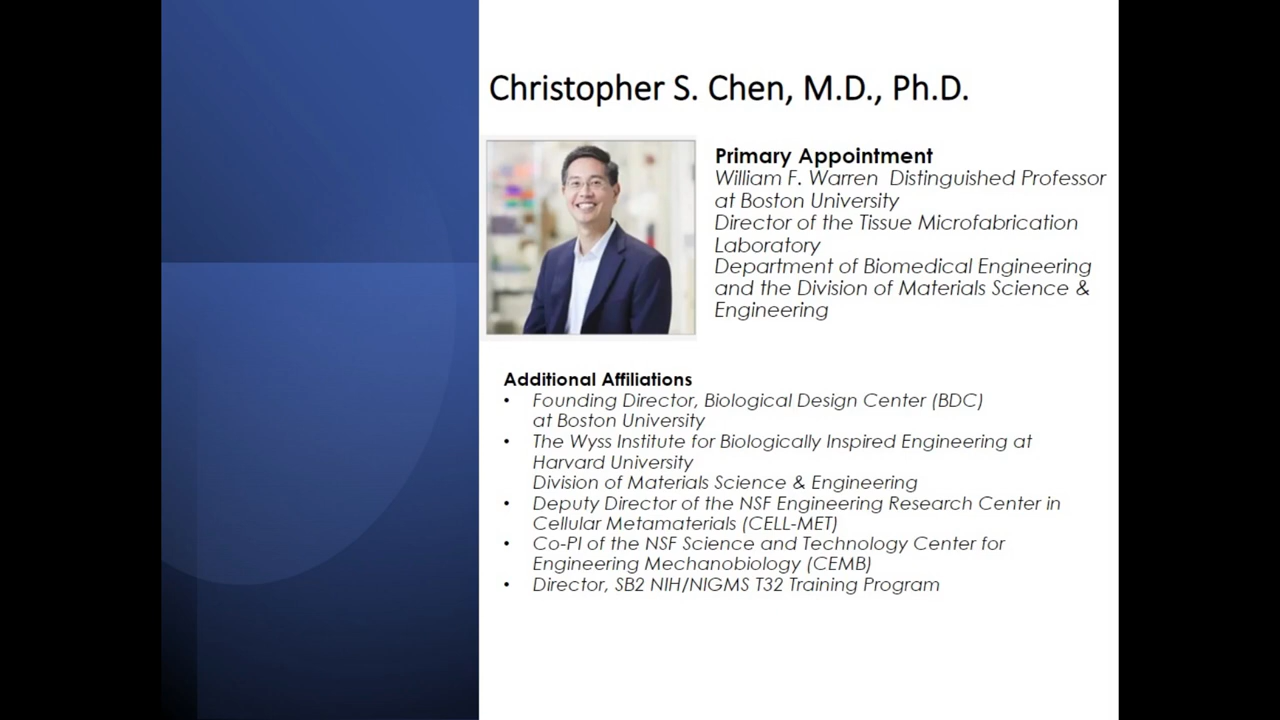 Christopher S. Chen, M.D., Ph.D.
Primary Appointment
William F. Warren  Distinguished Professor
at Boston University
Director of the Tissue Microfabrication
Laboratory
Department of Biomedical Engineering
and the Division of Materials Science &
Engineering
Additional Affiliations
• Founding Director, Biological Design Center (BDC)
at Boston University
• The Wyss Institute for Biologically Inspired Engineering at
Harvard University
Division of Materials Science & Engineering
• Deputy Director of the NSF Engineering Research Center in
Cellular Metamaterials (CELL-MET)
• Co-PI of the NSF Science and Technology Center for
Engineering Mechanobiology (CEMB)
• Director, SB2 NIH/NIGMS T32 Training Program